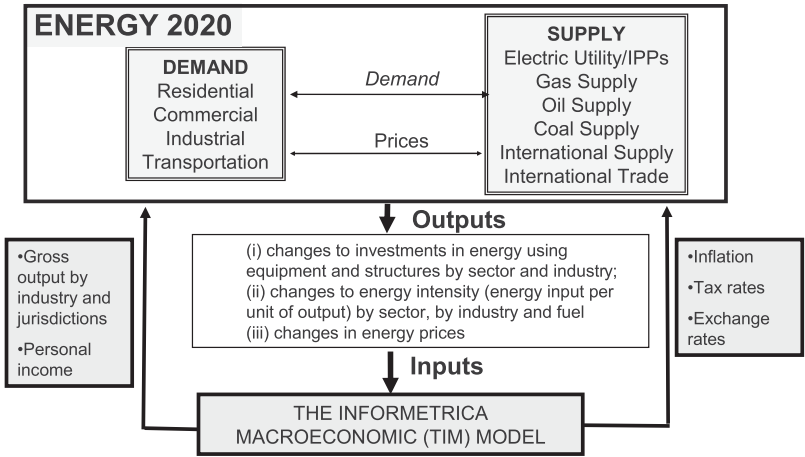 ENERGY 2020
DEMAND
Residential
Commercial
Industrial
Transportation
Demand
Prices
SUPPLY
Electric Utility/IPPs
Gas Supply
Oil Supply
Coal Supply
International Supply
International Trade
Outputs
•Gross
output by
industry and
jurisdictions
•Personal
income
(i) changes to investments in energy using
equipment and structures by sector and industry;
(ii) changes to energy intensity (energy input per
unit of output) by sector, by industry and fuel
(iii) changes in energy prices
•Inflation
•Tax rates
•Exchange
rates
Inputs
THE INFORMETRICA
MACROECONOMIC (TIM) MODEL